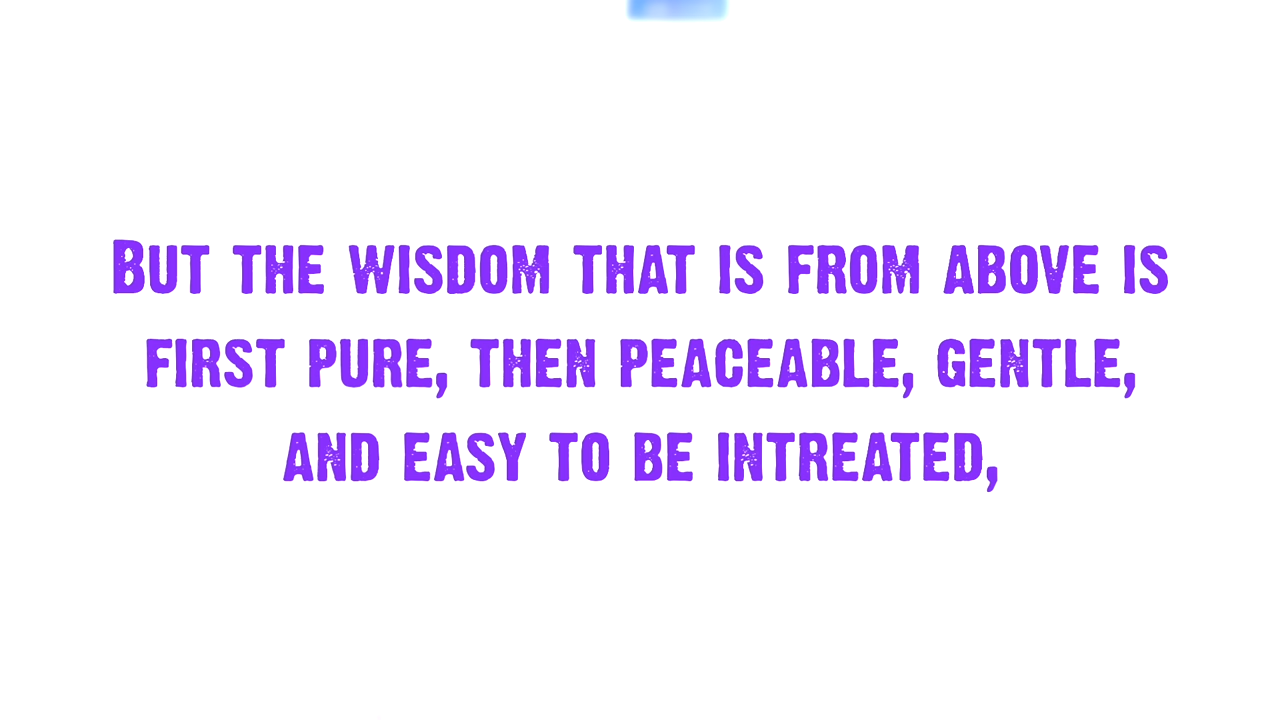 But the wisdom that is from above is
first pure, then peaceable, gentle,
and easy to be intreated,